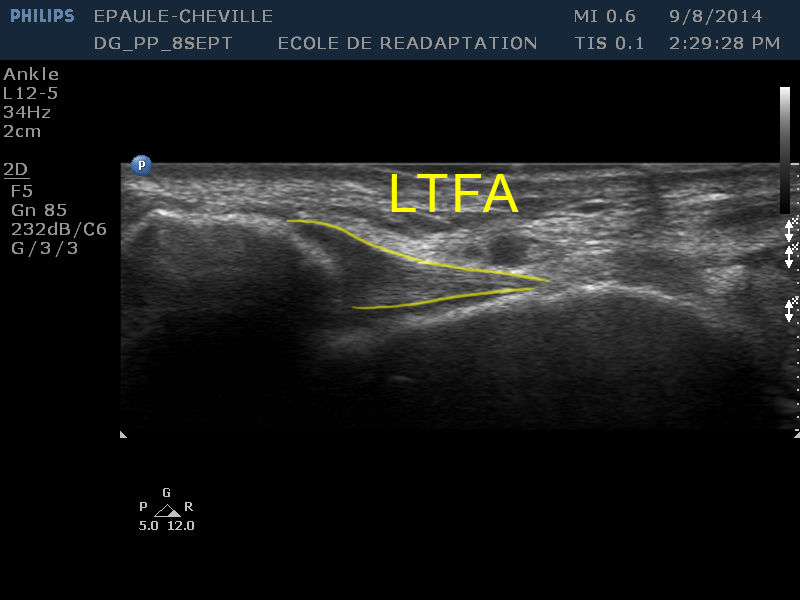 PHILIPS EPAULE-CHEVILLE MI 0.6 9/8/2014
DG_PP_8SEPT ECOLE DE READAPTATION TIS 0.1 2:29:28 PM
Ankle
L12-5
34Hz
2cm
2D
F5
Gn 85
232dB/C6
G/3/3
P
LTFA
G
P R
5.0 12.0